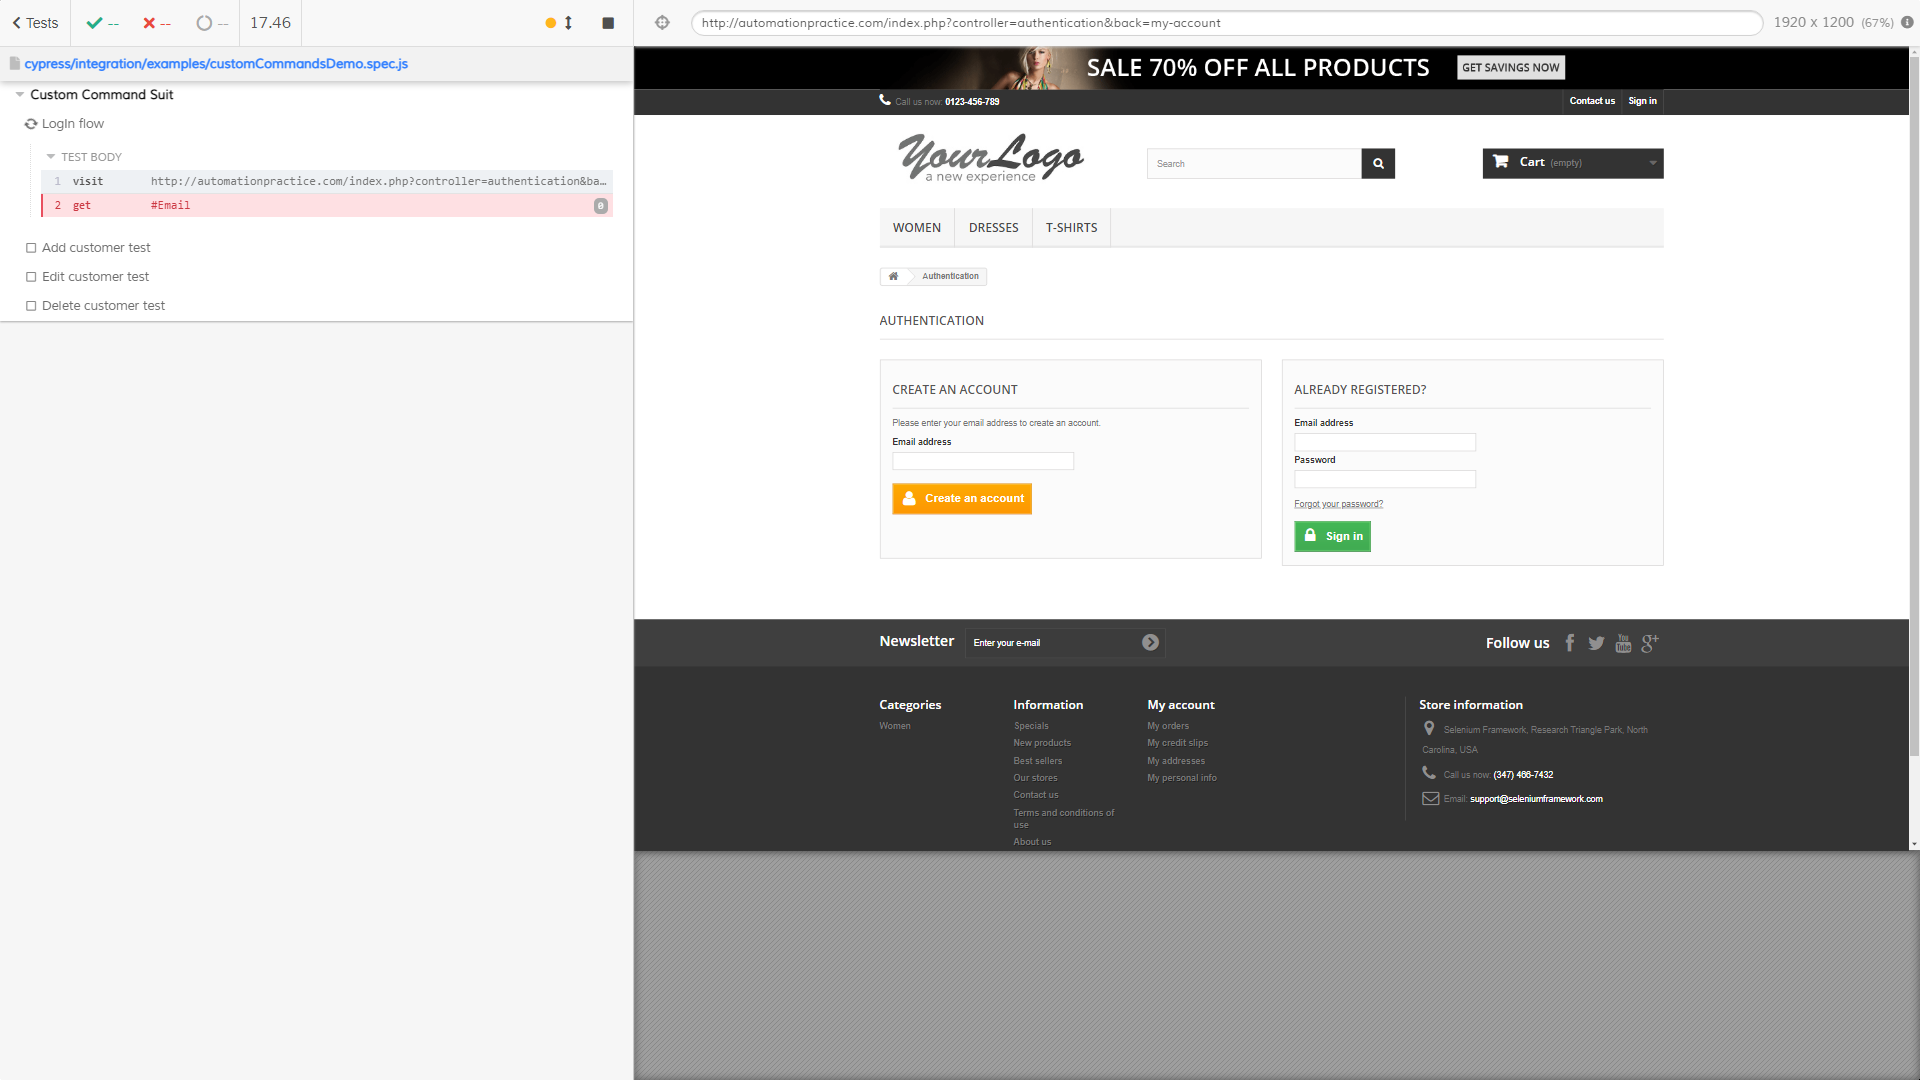 Tests
--
--
--
17.46
cypress/integration/examples/customCommandsDemo.spec.js
Custom Command Suit
LogIn flow
TEST BODY
1 visit http://automationpractice.com/index.php?controller=authentication&ba...
2 get #Email 0
Add customer test
Edit customer test
Delete customer test
http://automationpractice.com/index.php?controller=authentication&back=my-account
1920 x 1200 (67%)
SALE 70% OFF ALL PRODUCTS GET SAVINGS NOW
Call us now: 0123-456-789
Contact us Sign in
Your Logo
a new experience
Search
Cart (empty)
WOMEN DRESSES T-SHIRTS
Authentication
AUTHENTICATION
CREATE AN ACCOUNT
Please enter your email address to create an account.
Email address
Create an account
ALREADY REGISTERED?
Email address
Password
Forgot your password?
Sign in
Newsletter Enter your e-mail
Follow us
You
Tube
Categories
Women
Information
Specials
New products
Best sellers
Our stores
Contact us
Terms and conditions of
use
About us
My account
My orders
My credit slips
My addresses
My personal info
Store information
Selenium Framework, Research Triangle Park, North
Carolina, USA
Call us now: (347) 466-7432
Email: support@seleniumframework.com